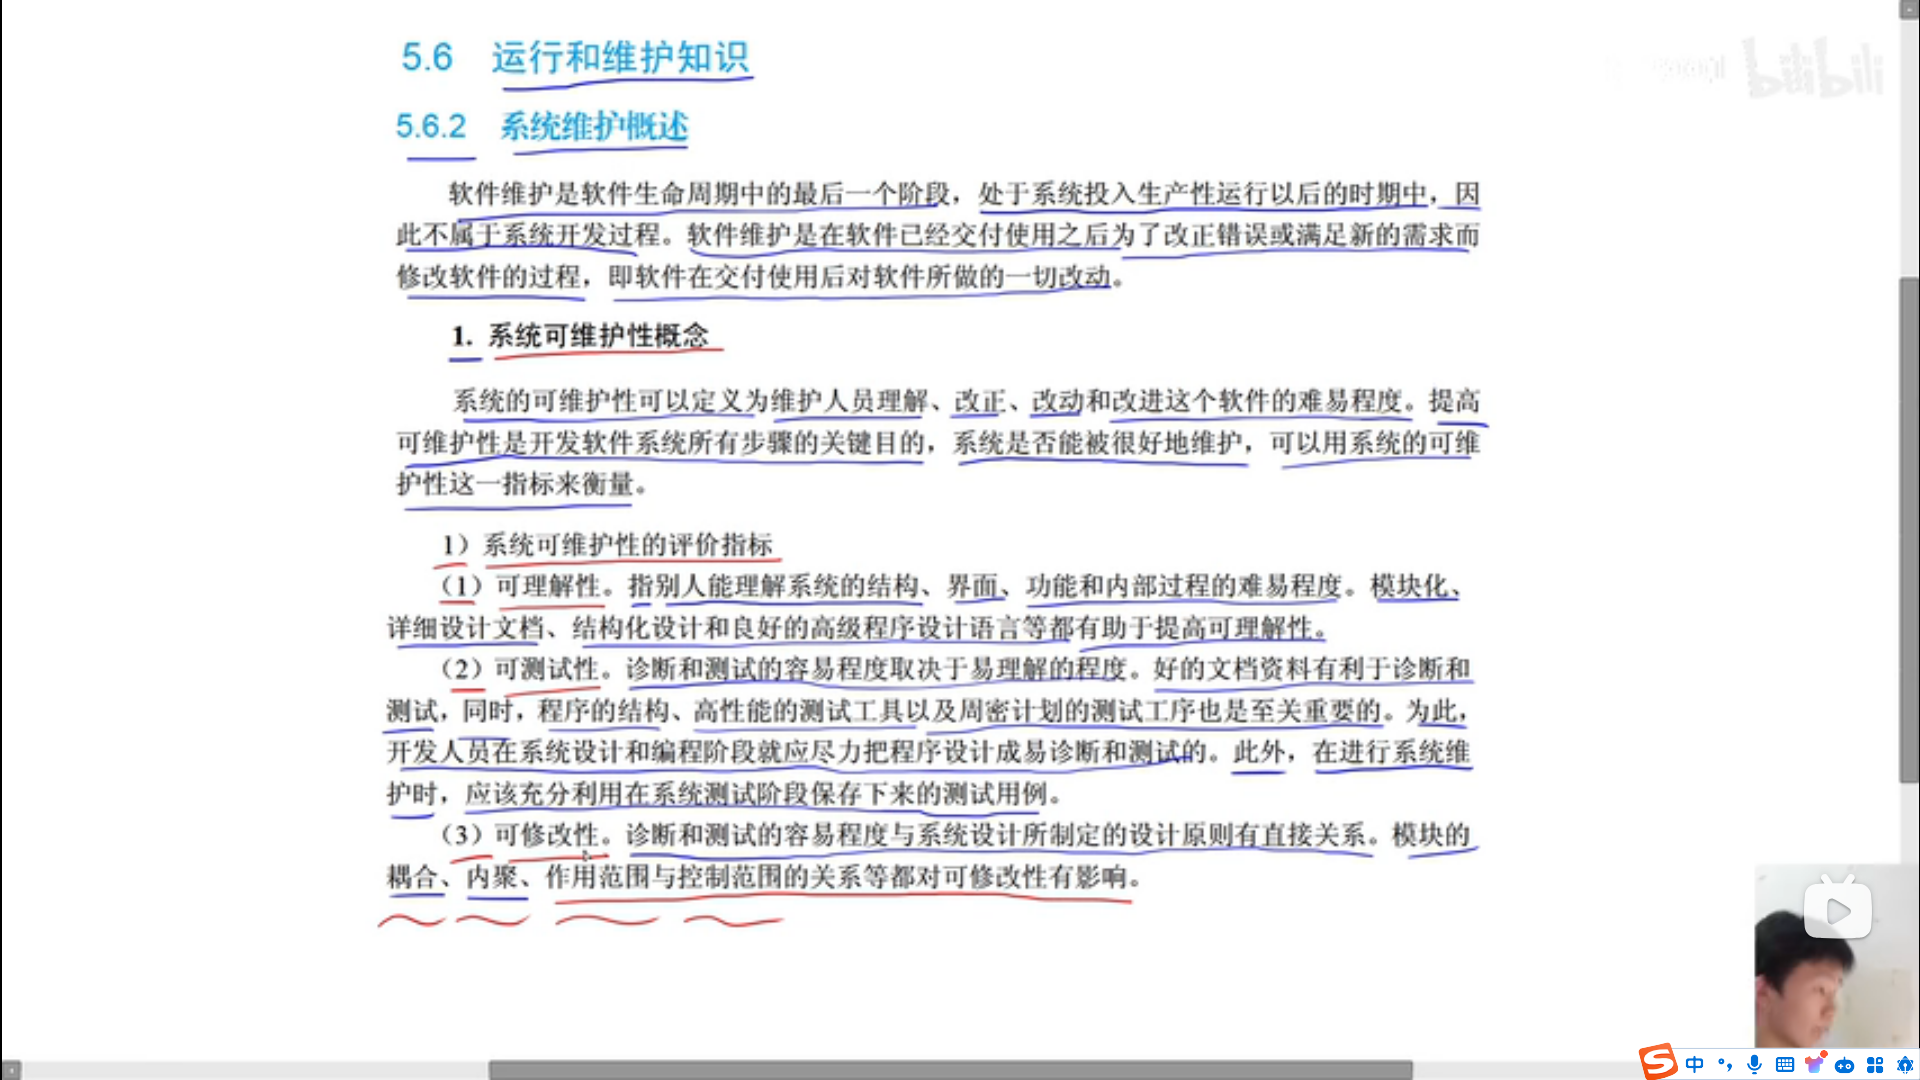 5.6 运行和维护知识
bilibili
5.6.2 系统维护概述
软件维护是软件生命周期中的最后一个阶段，处于系统投入生产性运行以后的时期中，因
此不属于系统开发过程。软件维护是在软件已经交付使用之后为了改正错误或满足新的需求而
修改软件的过程，即软件在交付使用后对软件所做的一切改动。
1. 系统可维护性概念
系统的可维护性可以定义为维护人员理解、改正、改动和改进这个软件的难易程度。提高
可维护性是开发软件系统所有步骤的关键目的，系统是否能被很好地维护，可以用系统的可维
护性这一指标来衡量。
1）系统可维护性的评价指标
（1）可理解性。指别人能理解系统的结构、界面、功能和内部过程的难易程度。模块化、
详细设计文档、结构化设计和良好的高级程序设计语言等都有助于提高可理解性。
（2）可测试性。诊断和测试的容易程度取决于易理解的程度。好的文档资料有利于诊断和
测试，同时，程序的结构、高性能的测试工具以及周密计划的测试工序也是至关重要的。为此，
开发人员在系统设计和编程阶段就应尽力把程序设计成易诊断和测试的。此外，在进行系统维
护时，应该充分利用在系统测试阶段保存下来的测试用例。
（3）可修改性。诊断和测试的容易程度与系统设计所制定的设计原则有直接关系。模块的
耦合、内聚、作用范围与控制范围的关系等都对可修改性有影响。
中